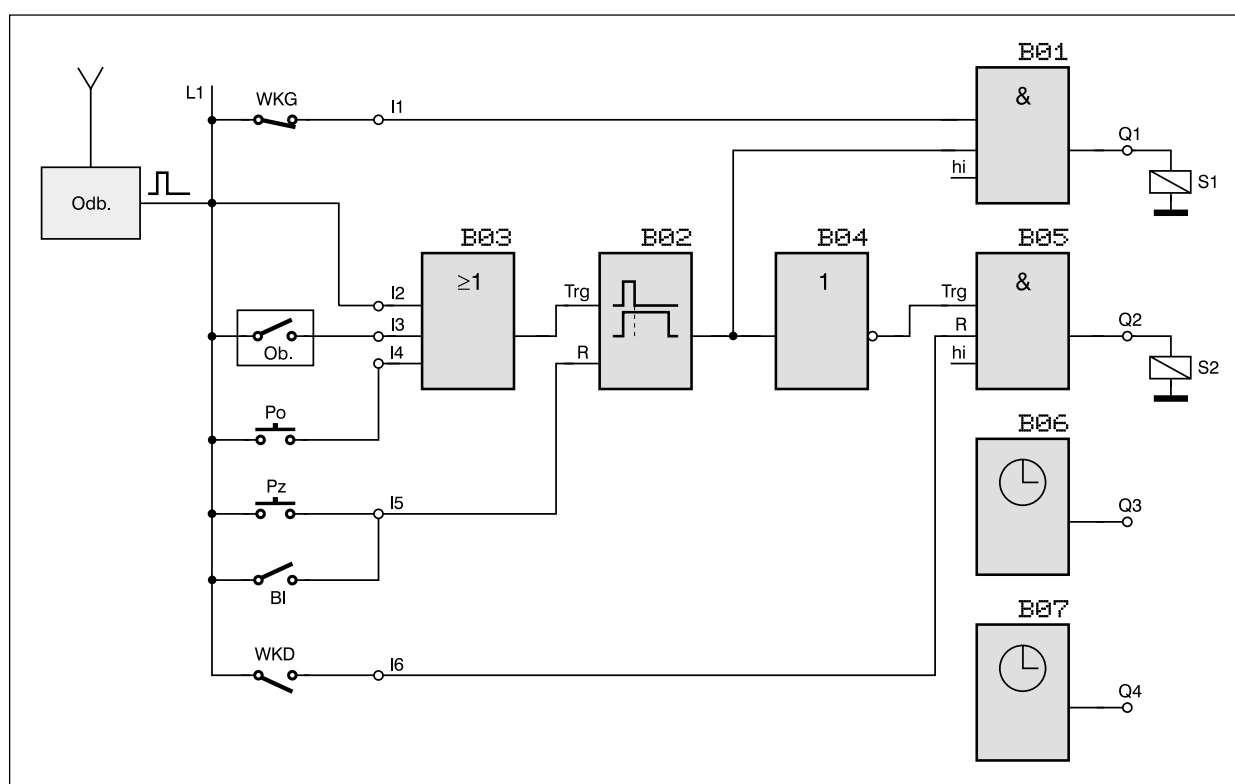 B01
L1
WKG
I1
&
Q1
hi
S1
Odb.
B03
B02
B04
B05
≥1
1
&
Trg
Trg
I2
I3
R
Q2
Ob.
I4
R
hi
S2
Po
B06
Pz
I5
Q3
Bl
B07
WKD
I6
Q4